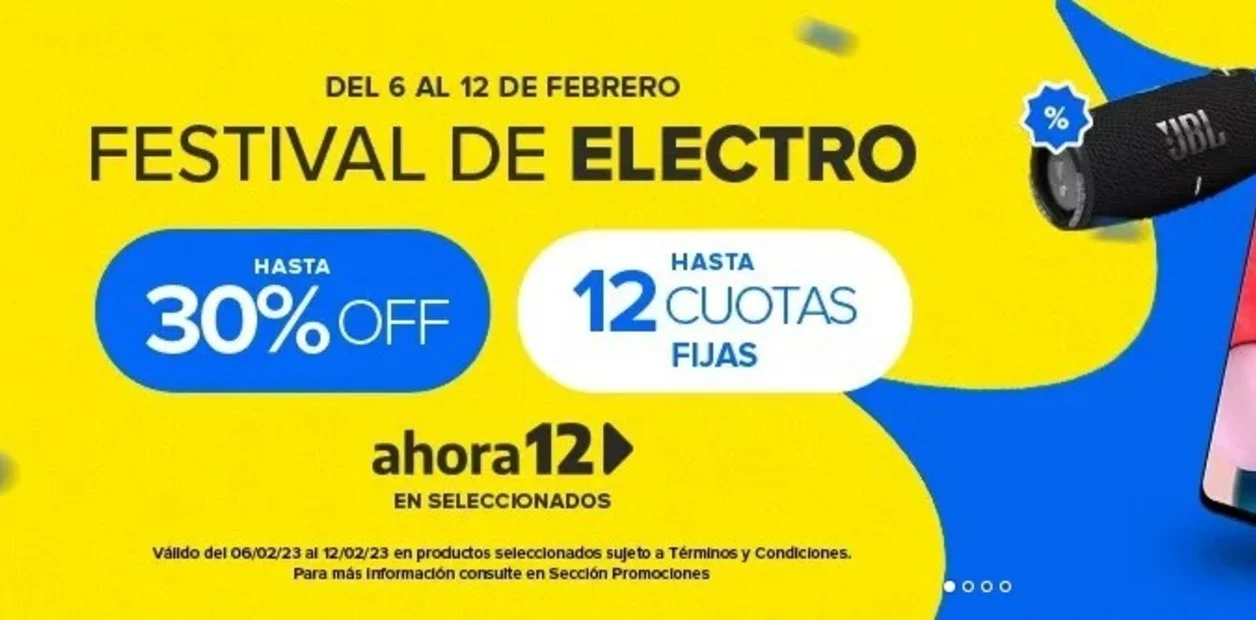 DEL 6 AL 12 DE FEBRERO
FESTIVAL DE ELECTRO
HASTA
30% OFF
HASTA
12 CUOTAS
FIJAS
ahora12
EN SELECCIONADOS
Válido del 06/02/23 al 12/02/23 en productos seleccionados sujeto a Términos y Condiciones.
Para más información consulte en Sección Promociones
%
JBL